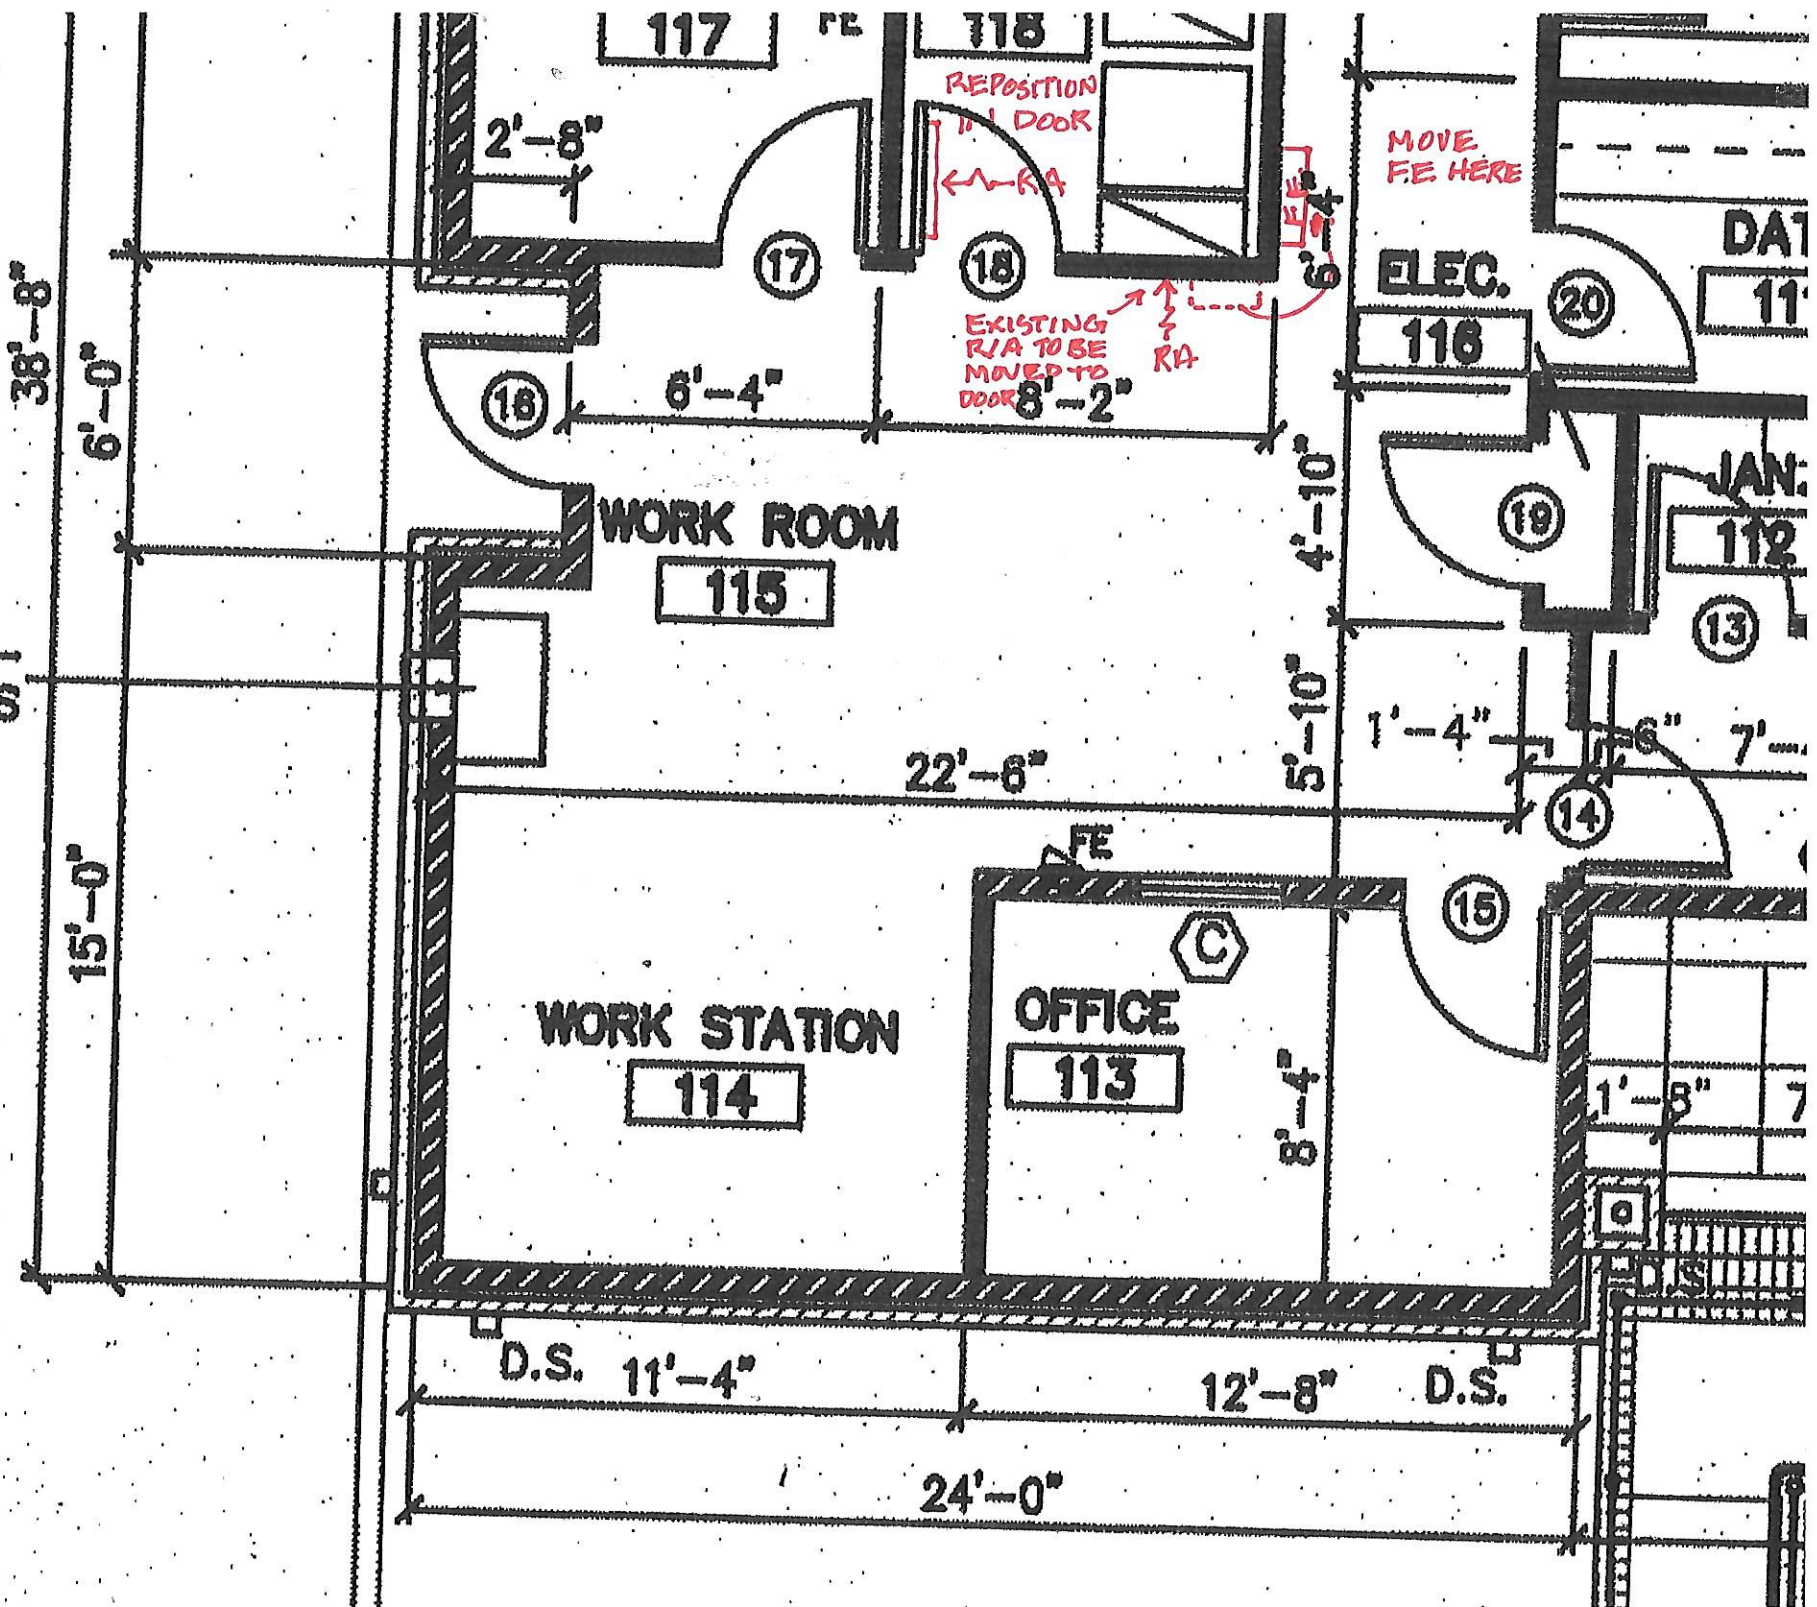 117
FE
118
REPOSITION
IN DOOR
2'-8"
RA
MOVE
FE HERE
FE
6'-4"
17
18
ELEC.
116
20
38'-8"
6'-0"
EXISTING
R/A TO BE
MOVED TO
DOOR
RA
16
6'-4"
8'-2"
4'-10"
WORK ROOM
115
19
112
13
5'-10"
1'-4"
6"
22'-6"
14
FE
15'-0"
15
C
WORK STATION
114
OFFICE
113
8'-4"
1'-8"
D.S.
11'-4"
12'-8"
D.S.
24'-0"